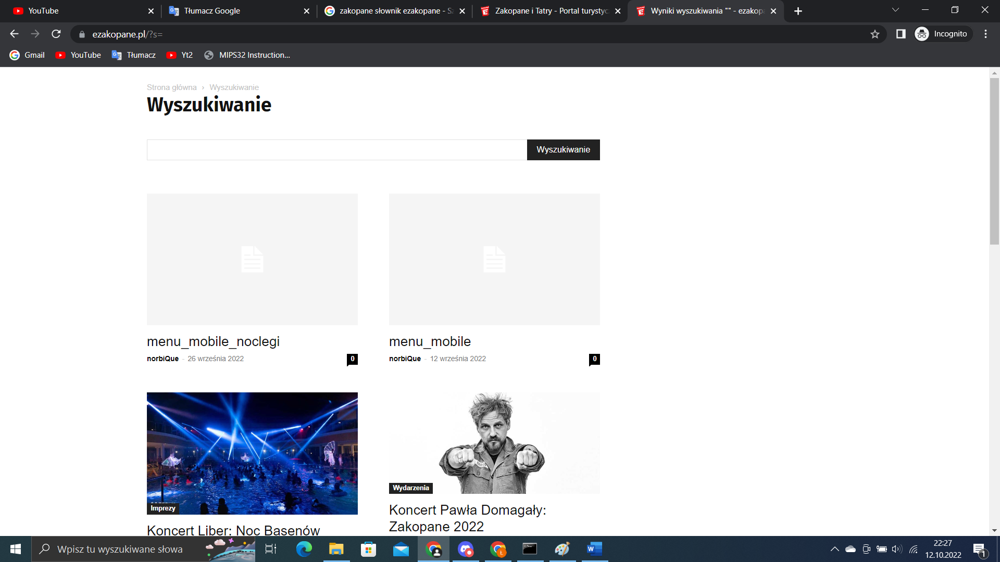 YouTube
Tłumacz Google
zakopane słownik ezakopane - Sz
Zakopane i Tatry - Portal turystyc
Wyniki wyszukiwania "" - ezakopa
ezakopane.pl/?s=
Incognito
Gmail
YouTube
Tłumacz
Yt2
MIPS32 Instruction...
Strona główna › Wyszukiwanie
Wyszukiwanie
Wyszukiwanie
menu_mobile_noclegi
norbiQue - 26 września 2022
0
menu_mobile
norbiQue - 12 września 2022
0
Imprezy
Koncert Liber: Noc Basenów
Wydarzenia
Koncert Pawła Domagały:
Zakopane 2022
Wpisz tu wyszukiwane słowa
22:27
12.10.2022
1